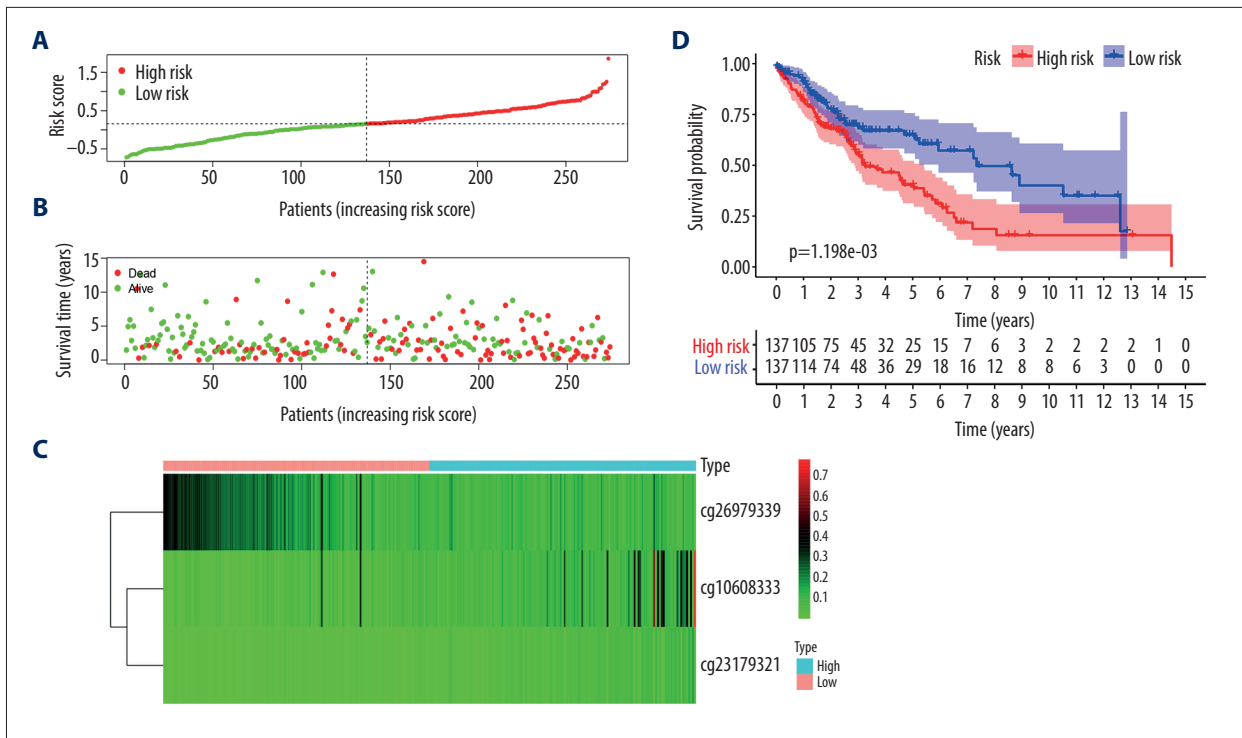 A
Risk score
1.5
0.5
−0.5
High risk
Low risk
0 50 100 150 200 250
Patients (increasing risk score)
B
Survival time (years)
15
10
5
0
Dead
Alive
0 50 100 150 200 250
Patients (increasing risk score)
C
Type
cg26979339
cg10608333
cg23179321
0.7
0.6
0.5
0.4
0.3
0.2
0.1
Type
High
Low
D
Risk High risk Low risk
Survival probability
1.00
0.75
0.50
0.25
0.00
p=1.198e-03
0 1 2 3 4 5 6 7 8 9 10 11 12 13 14 15
Time (years)
High risk 137 105 75 45 32 25 15 7 6 3 2 2 2 2 1 0
Low risk 137 114 74 48 36 29 18 16 12 8 8 6 3 0 0 0
0 1 2 3 4 5 6 7 8 9 10 11 12 13 14 15
Time (years)